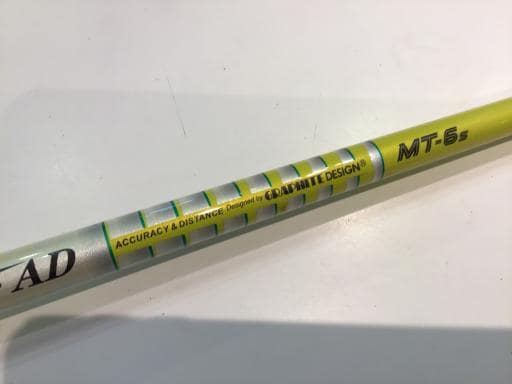 AD
ACCURACY & DISTANCE Designed by GRAPHITE DESIGN®
MT-6s